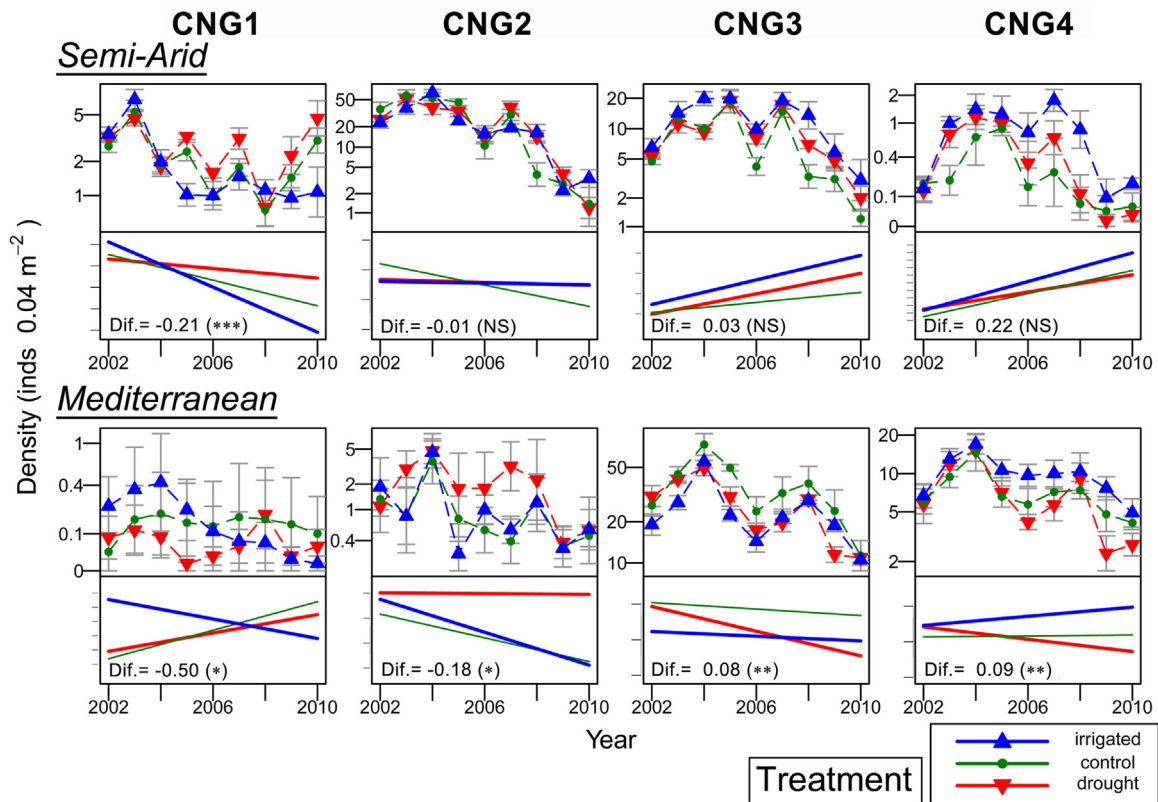 CNG1 CNG2 CNG3 CNG4
Semi-Arid
5
2
1
50
20
10
5
2
1
20
10
5
2
1
2
1
0.4
0.1
0
Dif.= -0.21 (***)
Dif.= -0.01 (NS)
Dif.= 0.03 (NS)
Dif.= 0.22 (NS)
2002 2006 2010 2002 2006 2010 2002 2006 2010 2002 2006 2010
Density (inds 0.04 m−2)
Mediterranean
1
0.4
0.1
0
5
2
1
0.4
50
20
10
20
10
5
2
Dif.= -0.50 (*)
Dif.= -0.18 (*)
Dif.= 0.08 (**)
Dif.= 0.09 (**)
2002 2006 2010 2002 2006 2010 2002 2006 2010 2002 2006 2010
Year
Treatment
irrigated
control
drought